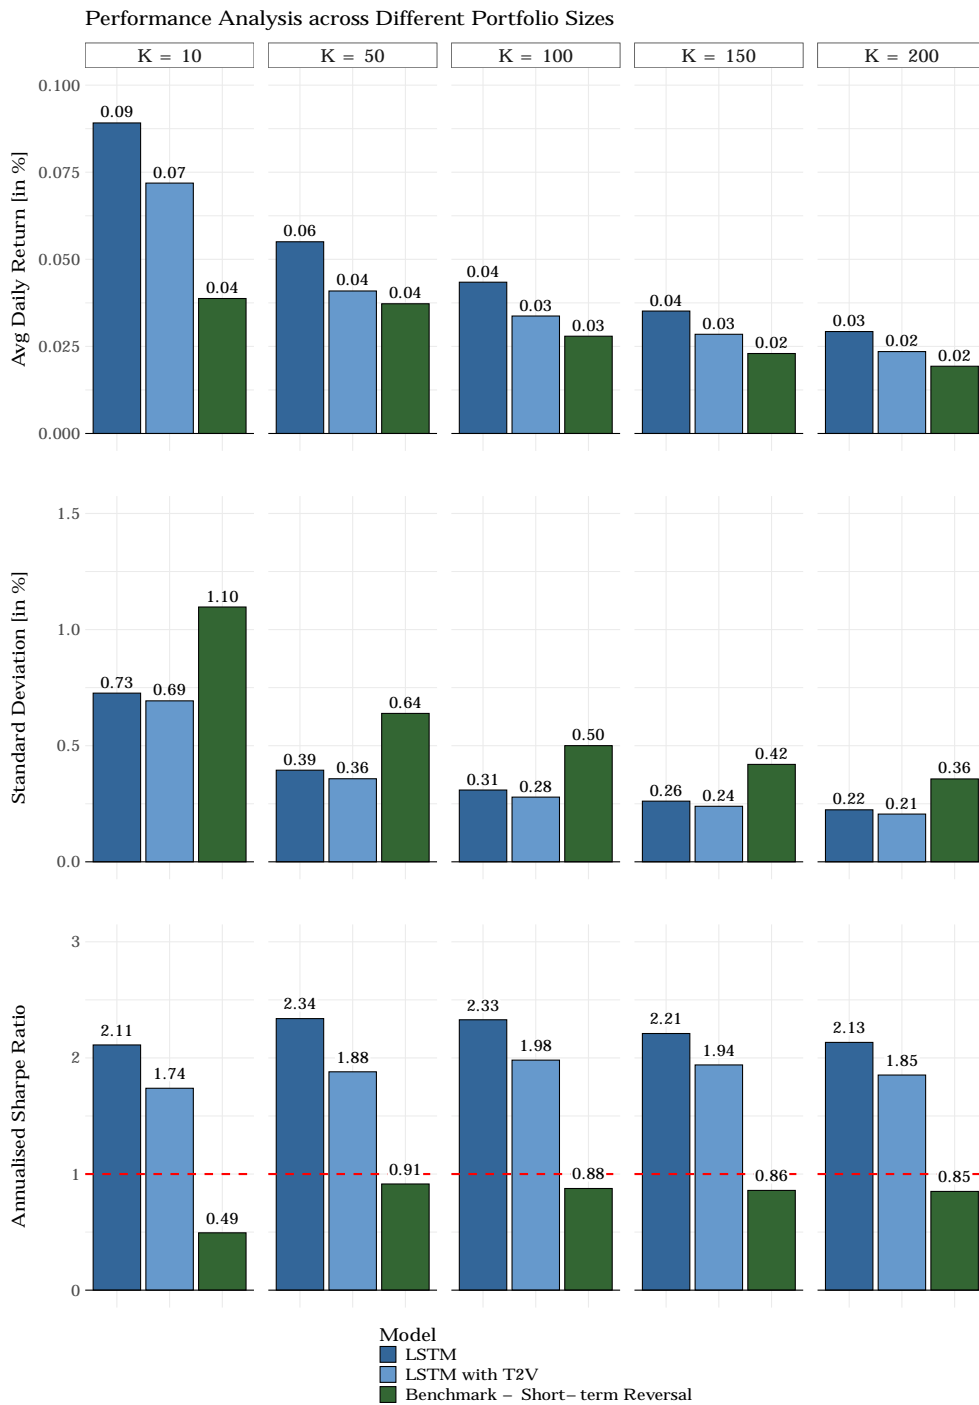 Performance Analysis across Different Portfolio Sizes
K = 10 K = 50 K = 100 K = 150 K = 200
Avg Daily Return [in %]
0.100
0.075
0.050
0.025
0.000
0.09 0.07 0.04
0.06 0.04 0.04
0.04 0.03 0.03
0.04 0.03 0.02
0.03 0.02 0.02
Standard Deviation [in %]
1.5
1.0
0.5
0.0
0.73 0.69 1.10
0.39 0.36 0.64
0.31 0.28 0.50
0.26 0.24 0.42
0.22 0.21 0.36
Annualised Sharpe Ratio
3
2
1
0
2.11 1.74 0.49
2.34 1.88 0.91
2.33 1.98 0.88
2.21 1.94 0.86
2.13 1.85 0.85
Model
LSTM
LSTM with T2V
Benchmark – Short–term Reversal